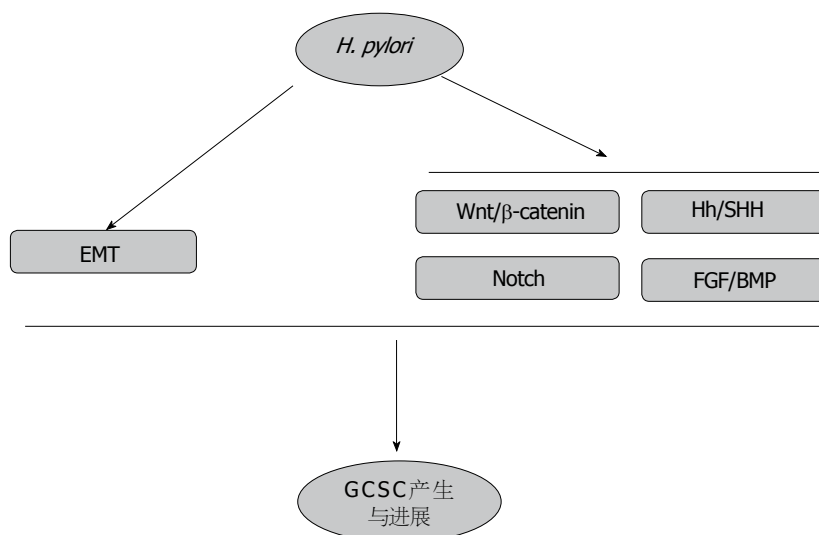 H. pylori
Wnt/β-catenin
Hh/SHH
EMT
Notch
FGF/BMP
GCSC产生
与进展